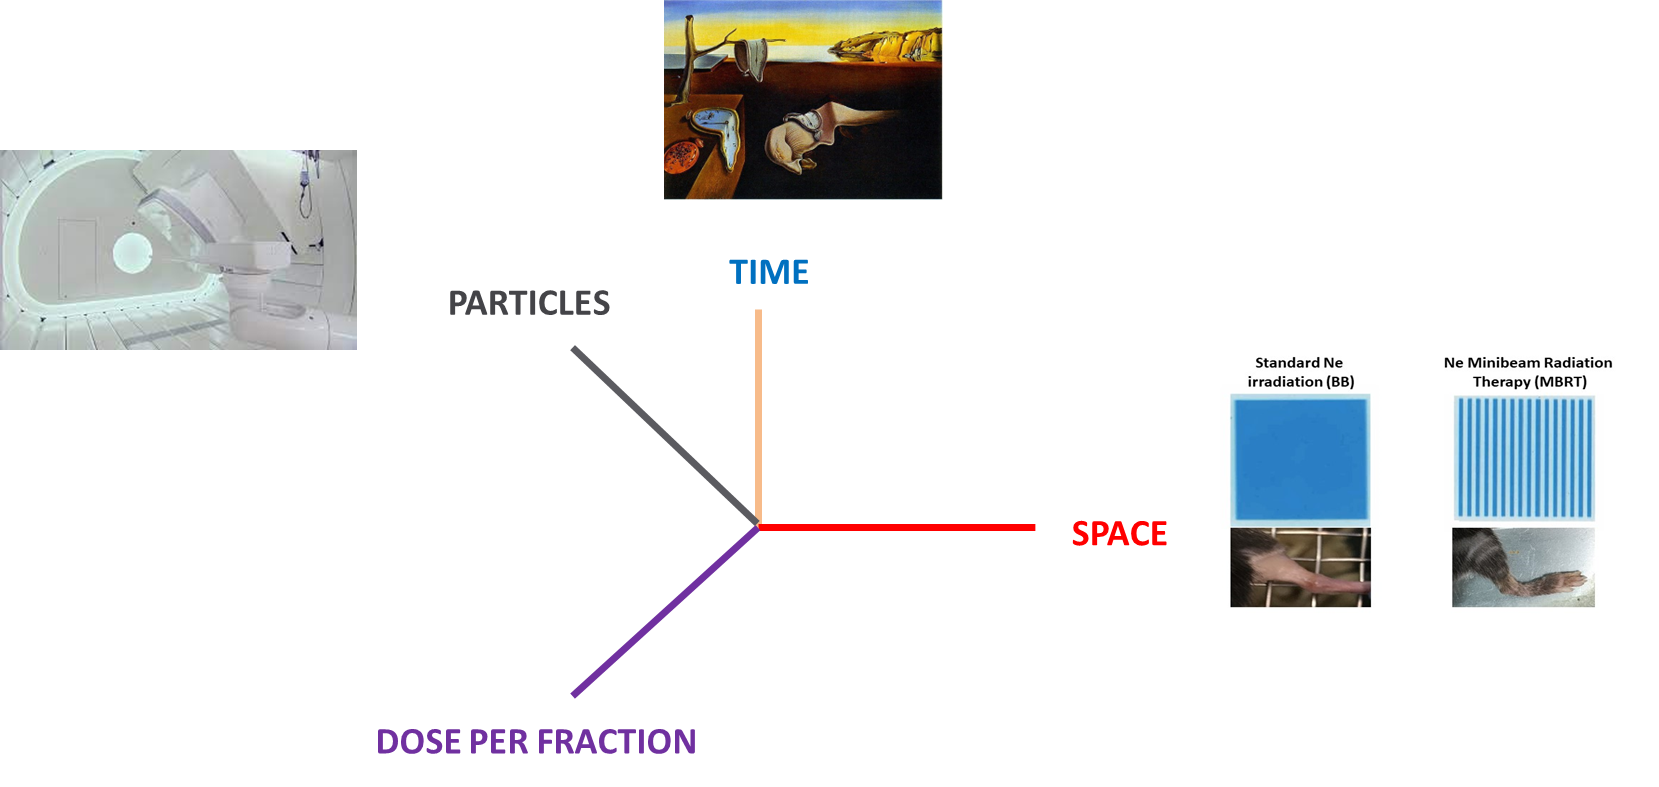 TIME
PARTICLES
Standard Ne
irradiation (BB)
Ne Minibeam Radiation
Therapy (MBRT)
SPACE
DOSE PER FRACTION